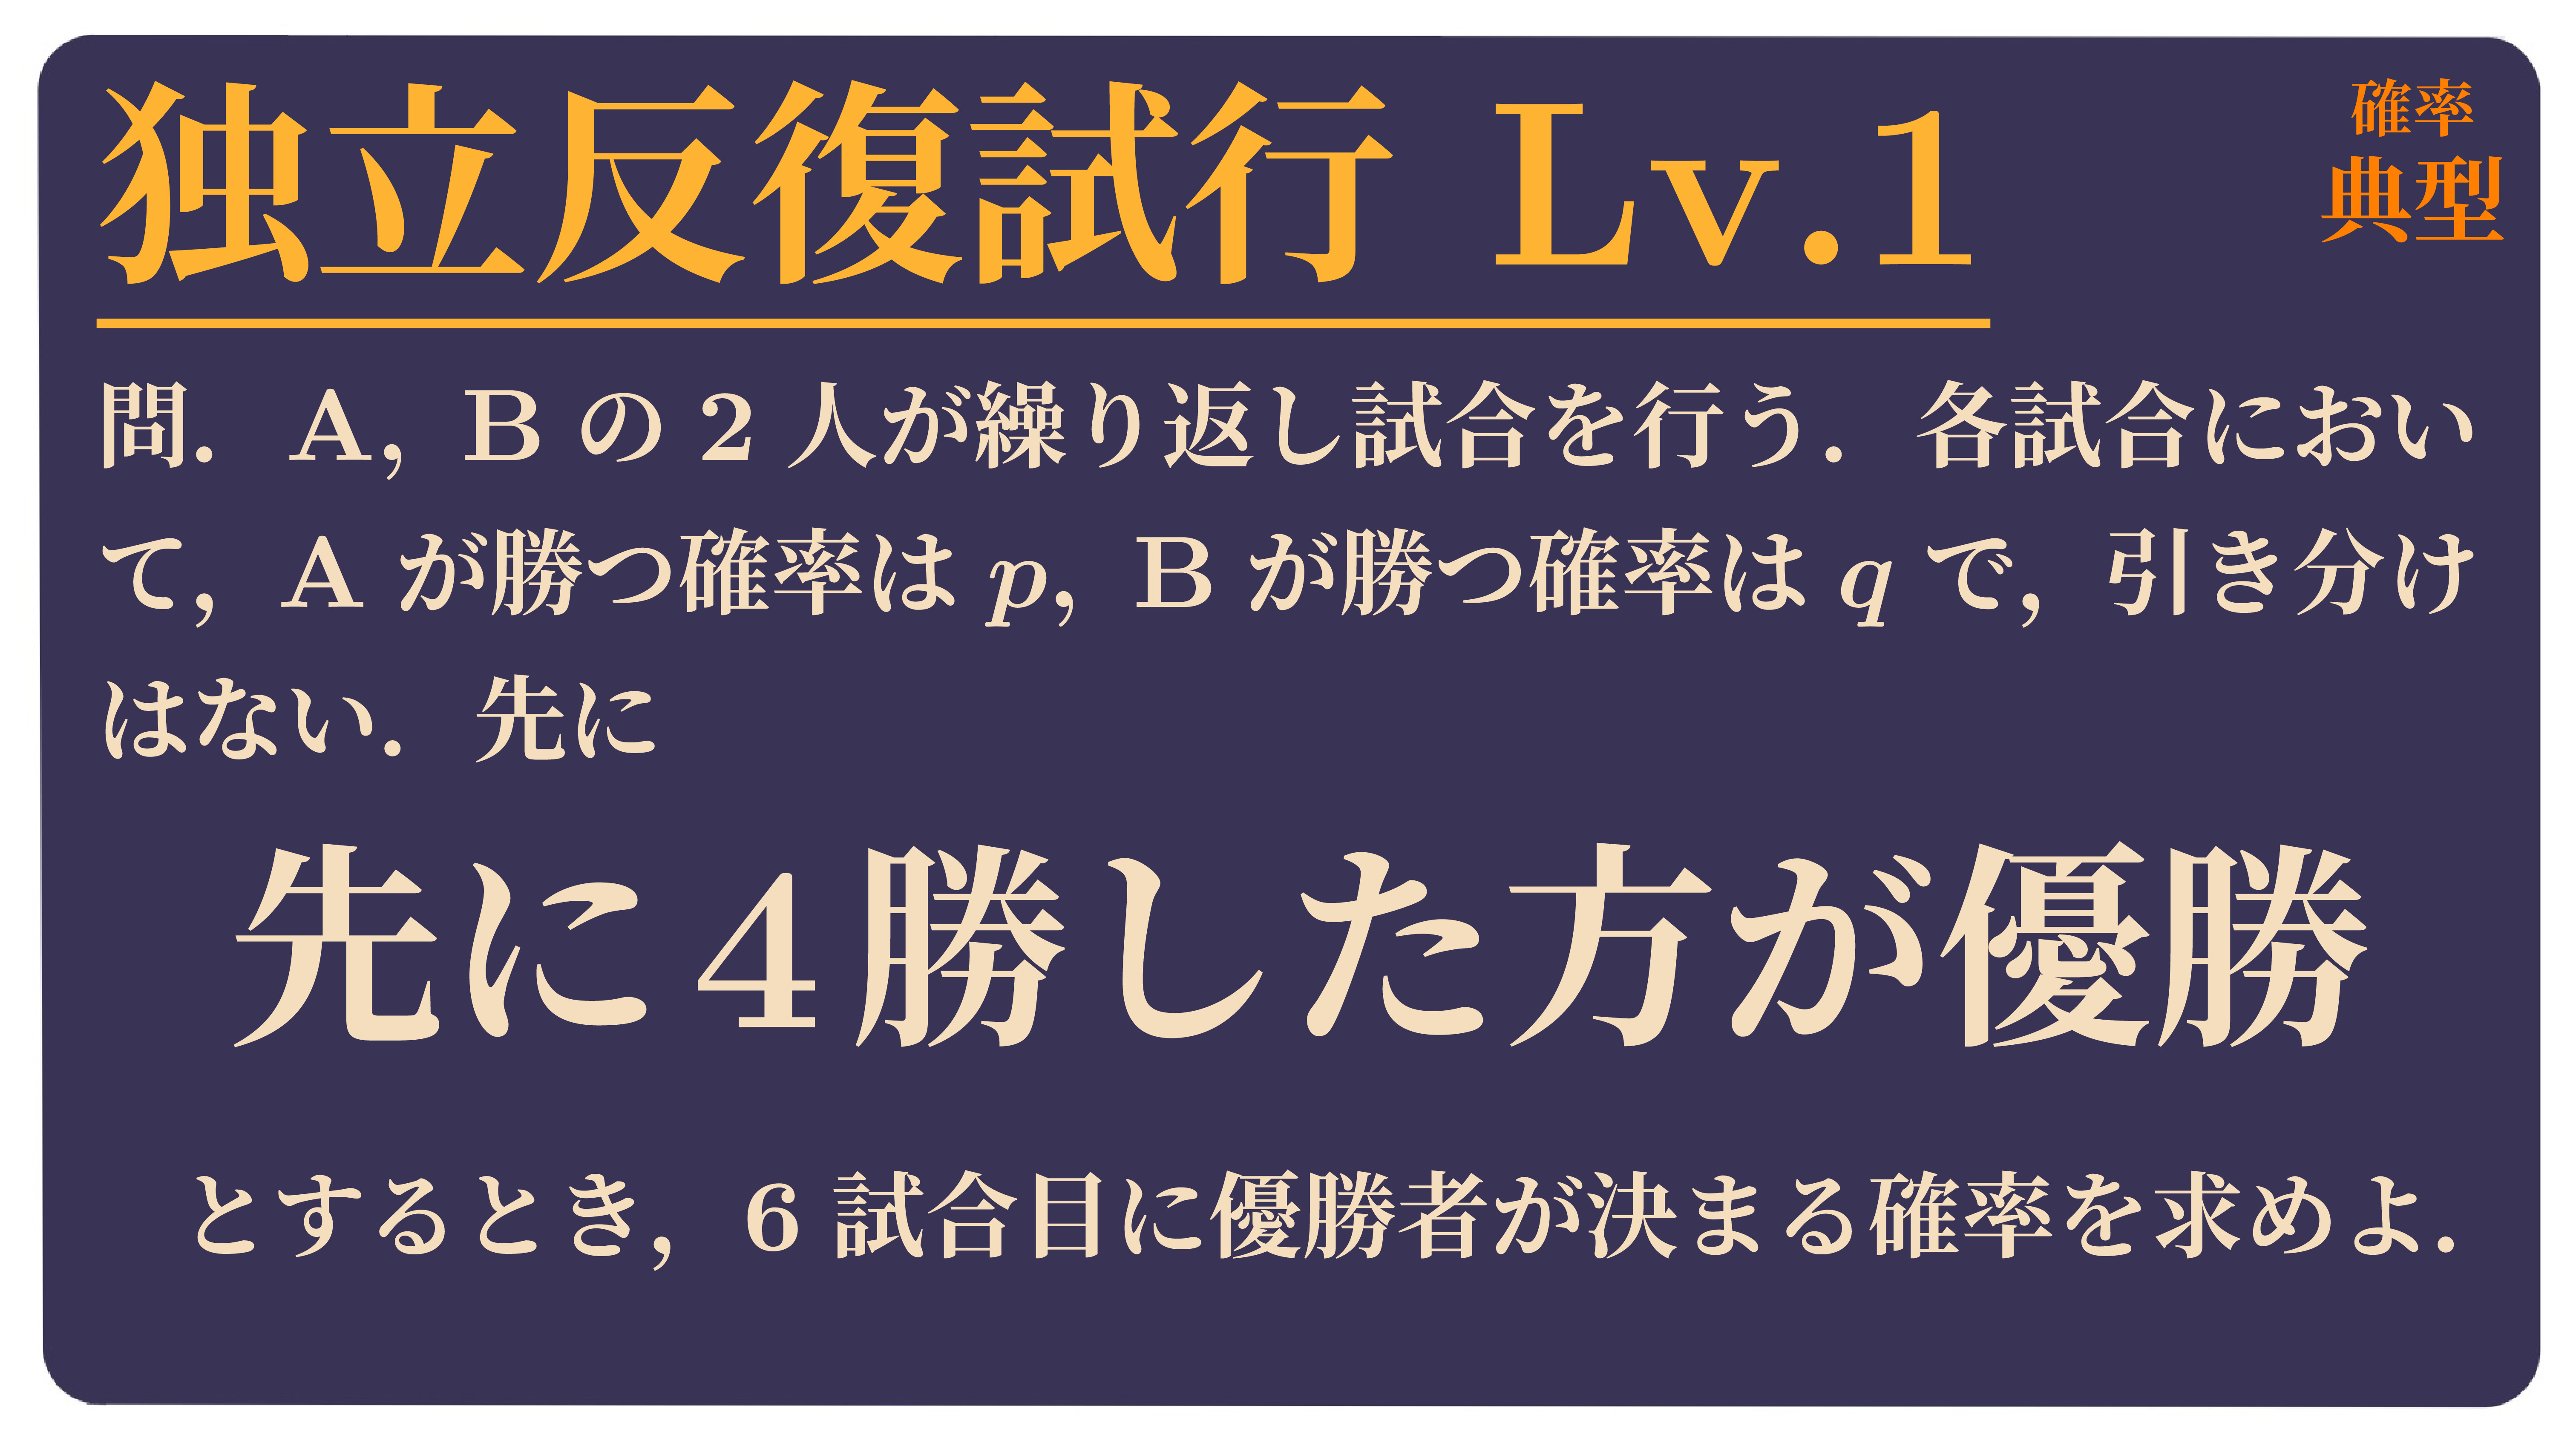 独立反復試行 Lv.1
確率
典型
問．A，B の 2 人が繰り返し試合を行う．各試合におい
て，A が勝つ確率は p，B が勝つ確率は q で，引き分け
はない．先に
先に4勝した方が優勝
とするとき，6 試合目に優勝者が決まる確率を求めよ．